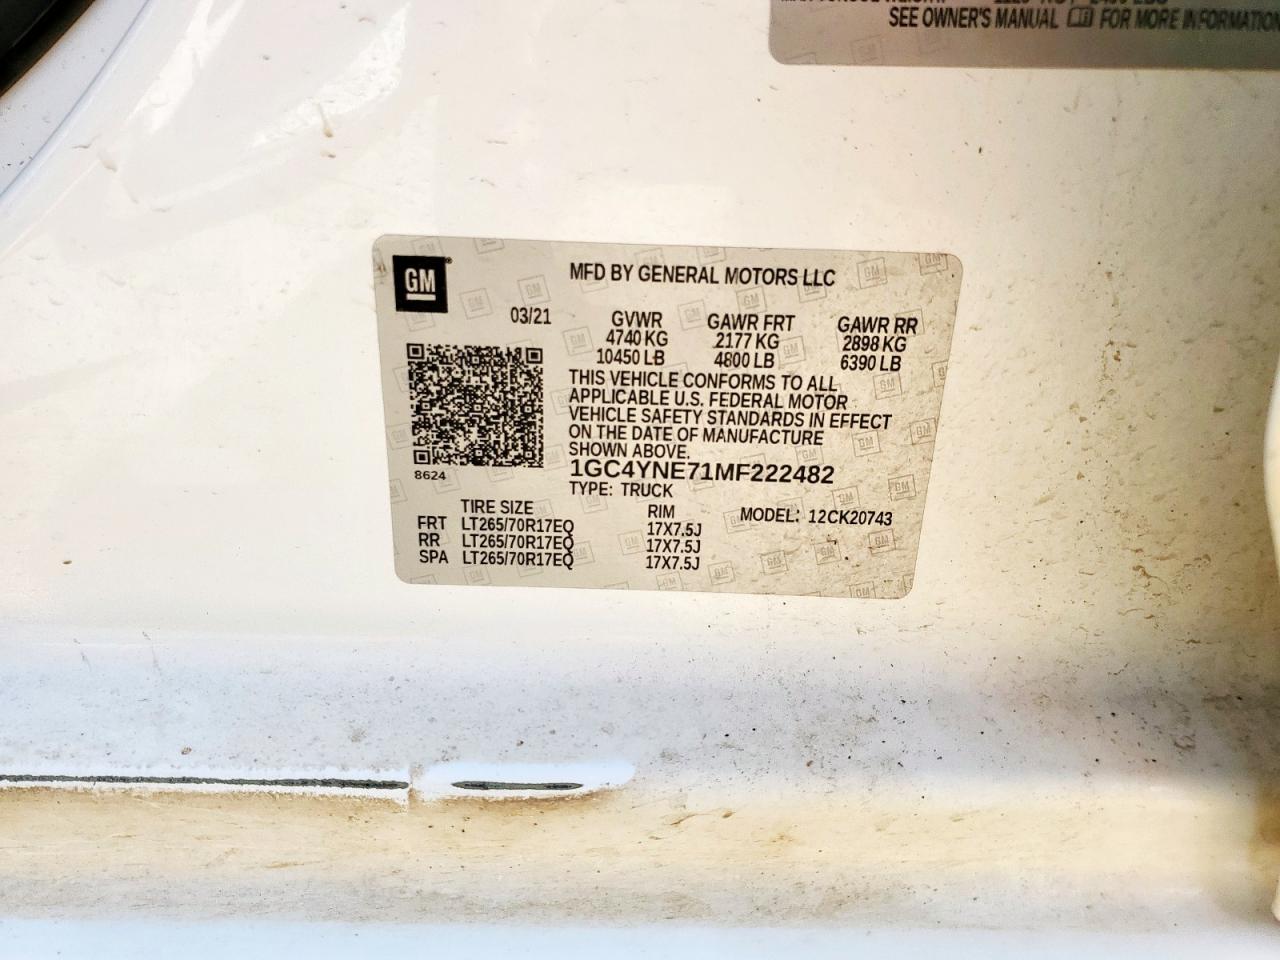 SEE OWNER'S MANUAL FOR MORE INFORMATION
GM
MFD BY GENERAL MOTORS LLC
03/21 GVWR GAWR FRT GAWR RR
4740 KG 2177 KG 2898 KG
10450 LB 4800 LB 6390 LB
THIS VEHICLE CONFORMS TO ALL
APPLICABLE U.S. FEDERAL MOTOR
VEHICLE SAFETY STANDARDS IN EFFECT
ON THE DATE OF MANUFACTURE
SHOWN ABOVE.
8624
1GC4YNE71MF222482
TYPE: TRUCK
TIRE SIZE RIM MODEL: 12CK20743
FRT LT265/70R17EQ 17X7.5J
RR LT265/70R17EQ 17X7.5J
SPA LT265/70R17EQ 17X7.5J